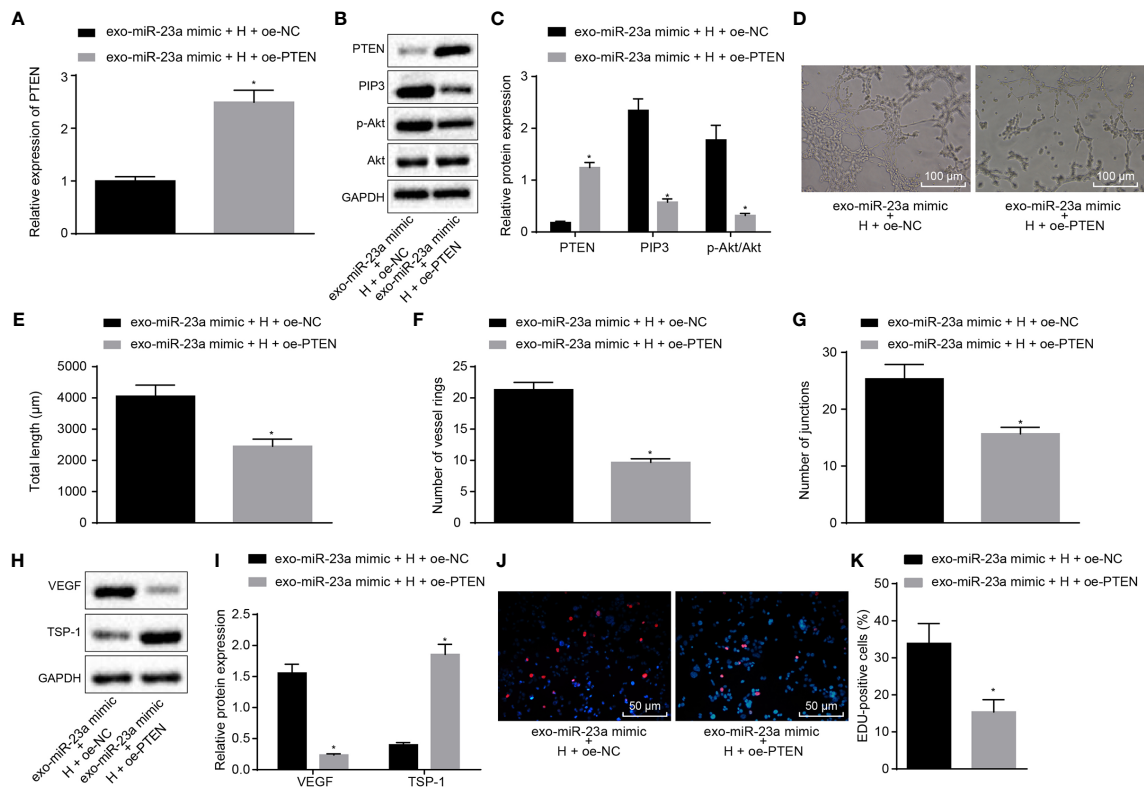 A
exo-miR-23a mimic + H + oe-NC
exo-miR-23a mimic + H + oe-PTEN
Relative expression of PTEN
3
2
1
0
*
B
PTEN
PIP3
p-Akt
Akt
GAPDH
exo-miR-23a mimic
+
H + oe-NC
exo-miR-23a mimic
+
H + oe-PTEN
C
exo-miR-23a mimic + H + oe-NC
exo-miR-23a mimic + H + oe-PTEN
Relative protein expression
3
2
1
0
*
*
*
PTEN
PIP3
p-Akt/Akt
D
100 µm
100 µm
exo-miR-23a mimic
+
H + oe-NC
exo-miR-23a mimic
+
H + oe-PTEN
E
exo-miR-23a mimic + H + oe-NC
exo-miR-23a mimic + H + oe-PTEN
Total length (µm)
5000
4000
3000
2000
1000
0
*
F
exo-miR-23a mimic + H + oe-NC
exo-miR-23a mimic + H + oe-PTEN
Number of vessel rings
25
20
15
10
5
0
*
G
exo-miR-23a mimic + H + oe-NC
exo-miR-23a mimic + H + oe-PTEN
Number of junctions
30
20
10
0
*
H
VEGF
TSP-1
GAPDH
exo-miR-23a mimic
+
H + oe-NC
exo-miR-23a mimic
+
H + oe-PTEN
I
exo-miR-23a mimic + H + oe-NC
exo-miR-23a mimic + H + oe-PTEN
Relative protein expression
2.5
2.0
1.5
1.0
0.5
0.0
*
*
VEGF
TSP-1
J
50 µm
50 µm
exo-miR-23a mimic
+
H + oe-NC
exo-miR-23a mimic
+
H + oe-PTEN
K
exo-miR-23a mimic + H + oe-NC
exo-miR-23a mimic + H + oe-PTEN
EDU-positive cells (%)
50
40
30
20
10
0
*